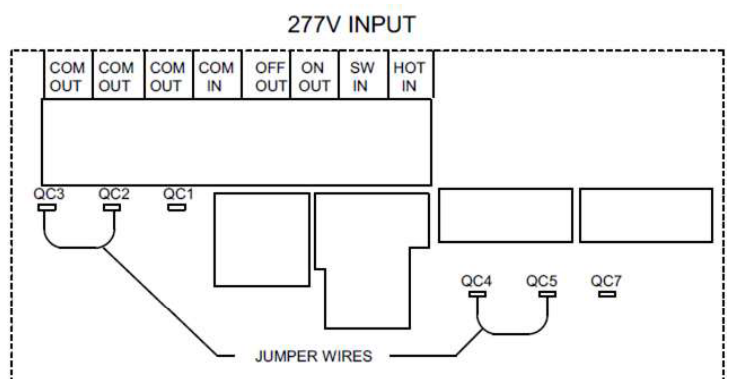 277V INPUT
COM COM COM COM OFF ON SW HOT
OUT OUT OUT IN OUT OUT IN IN
QC3 QC2 QC1
QC4 QC5 QC7
JUMPER WIRES